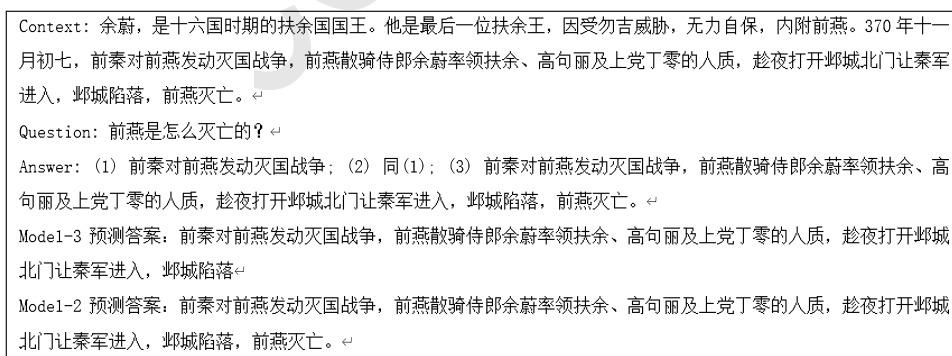 Context: 余蔚，是十六国时期的扶余国国王。他是最后一位扶余王，因受勿吉威胁，无力自保，内附前燕。370 年十一
月初七，前秦对前燕发动灭国战争，前燕散骑侍郎余蔚率领扶余、高句丽及上党丁零的人质，趁夜打开邺城北门让秦军
进入，邺城陷落，前燕灭亡。
Question: 前燕是怎么灭亡的？
Answer: (1) 前秦对前燕发动灭国战争; (2) 同(1); (3) 前秦对前燕发动灭国战争，前燕散骑侍郎余蔚率领扶余、高
句丽及上党丁零的人质，趁夜打开邺城北门让秦军进入，邺城陷落，前燕灭亡。
Model-3 预测答案: 前秦对前燕发动灭国战争，前燕散骑侍郎余蔚率领扶余、高句丽及上党丁零的人质，趁夜打开邺城
北门让秦军进入，邺城陷落
Model-2 预测答案: 前秦对前燕发动灭国战争，前燕散骑侍郎余蔚率领扶余、高句丽及上党丁零的人质，趁夜打开邺城
北门让秦军进入，邺城陷落，前燕灭亡。